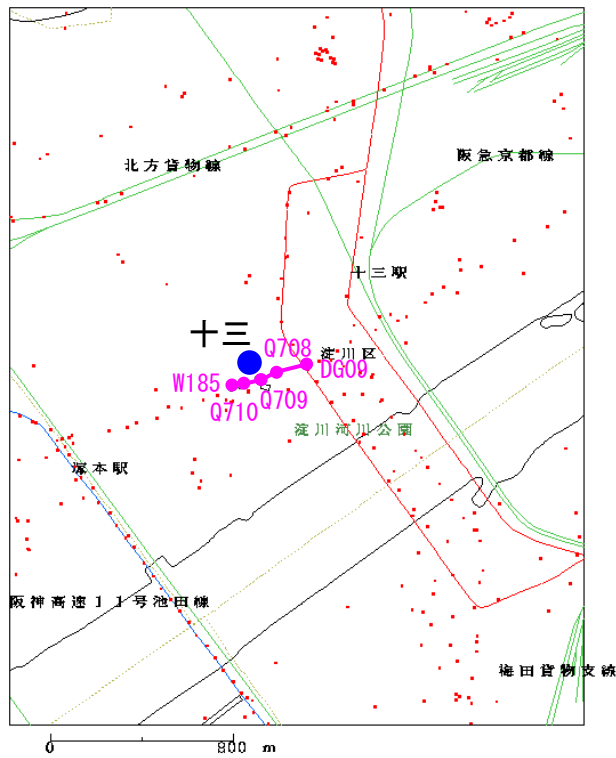 北方貨物線
阪急京都線
十三駅
十三
Q708
淀川区
DG09
W185
Q709
Q710
淀川河川公園
塚本駅
阪神高速11号池田線
梅田貨物支線
0 800 m